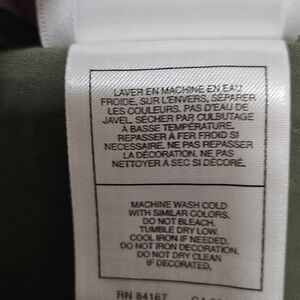 LAVER EN MACHINE EN EAU
FROIDE, SUR L'ENVERS, SÉPARER
LES COULEURS. PAS D'EAU DE
JAVEL. SÉCHER PAR CULBUTAGE
A BASSE TEMPÉRATURE.
REPASSER À FER FROID SI
NECESSAIRE. NE PAS REPASSER
LA DÉCORATION. NE PAS
NETTOYER À SEC SI DÉCORÉ.
MACHINE WASH COLD
WITH SIMILAR COLORS.
DO NOT BLEACH.
TUMBLE DRY LOW.
COOL IRON IF NEEDED.
DO NOT IRON DECORATION.
DO NOT DRY CLEAN
IF DECORATED.
RN 84167